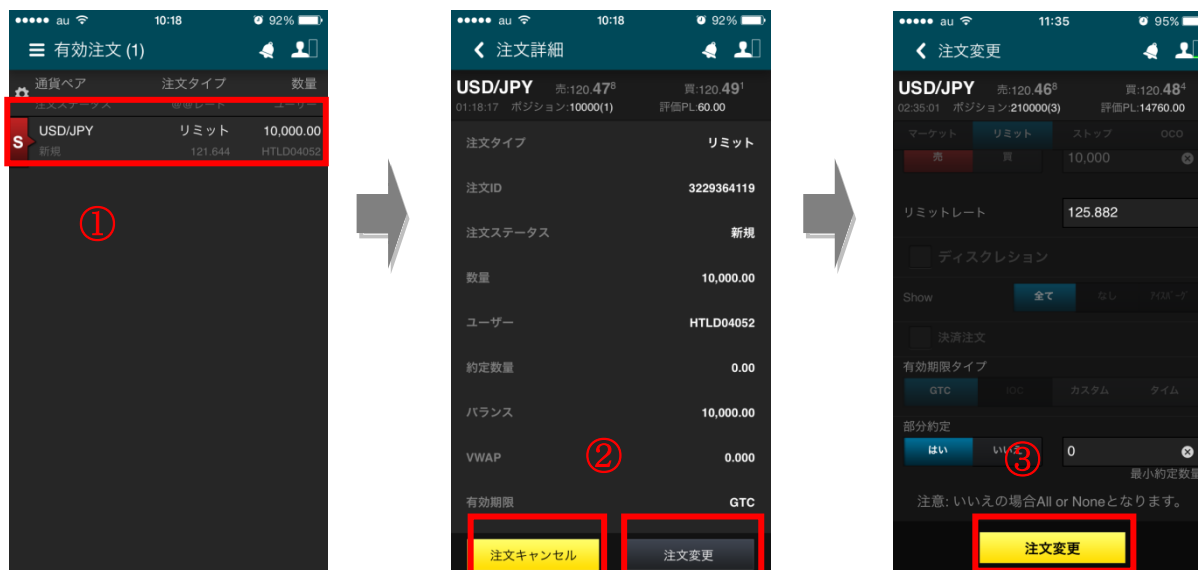 au 10:18 92%
有効注文 (1)
通貨ペア 注文タイプ 数量
注文ステータス @@レート ユーザー
S USD/JPY リミット 10,000.00
新規 121.644 HTLD04052
①
au 10:18 92%
注文詳細
USD/JPY 売:120.47⁸ 買:120.49¹
01:18:17 ポジション:10000(1) 評価PL:60.00
注文タイプ リミット
注文ID 3229364119
注文ステータス 新規
数量 10,000.00
ユーザー HTLD04052
約定数量 0.00
バランス 10,000.00
VWAP 0.000
②
有効期限 GTC
注文キャンセル 注文変更
au 11:35 95%
注文変更
USD/JPY 売:120.46⁸ 買:120.48⁴
02:35:01 ポジション:210000(3) 評価PL:14760.00
マーケット リミット ストップ OCO
売 買 10,000
リミットレート 125.882
ディスクレション
Show 全て なし ｱｲｽﾊﾞｰｸﾞ
決済注文
有効期限タイプ
GTC IOC カスタム タイム
部分約定
はい いいえ 0
③
最小約定数量
注意: いいえの場合All or Noneとなります。
注文変更